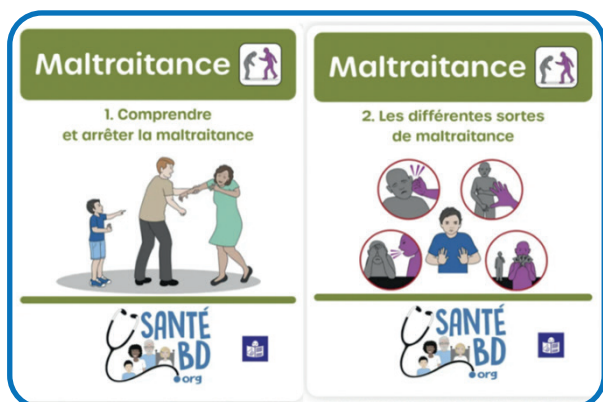 Maltraitance
1. Comprendre
et arrêter la maltraitance
SANTÉ
BD
.org
Maltraitance
2. Les différentes sortes
de maltraitance
SANTÉ
BD
.org